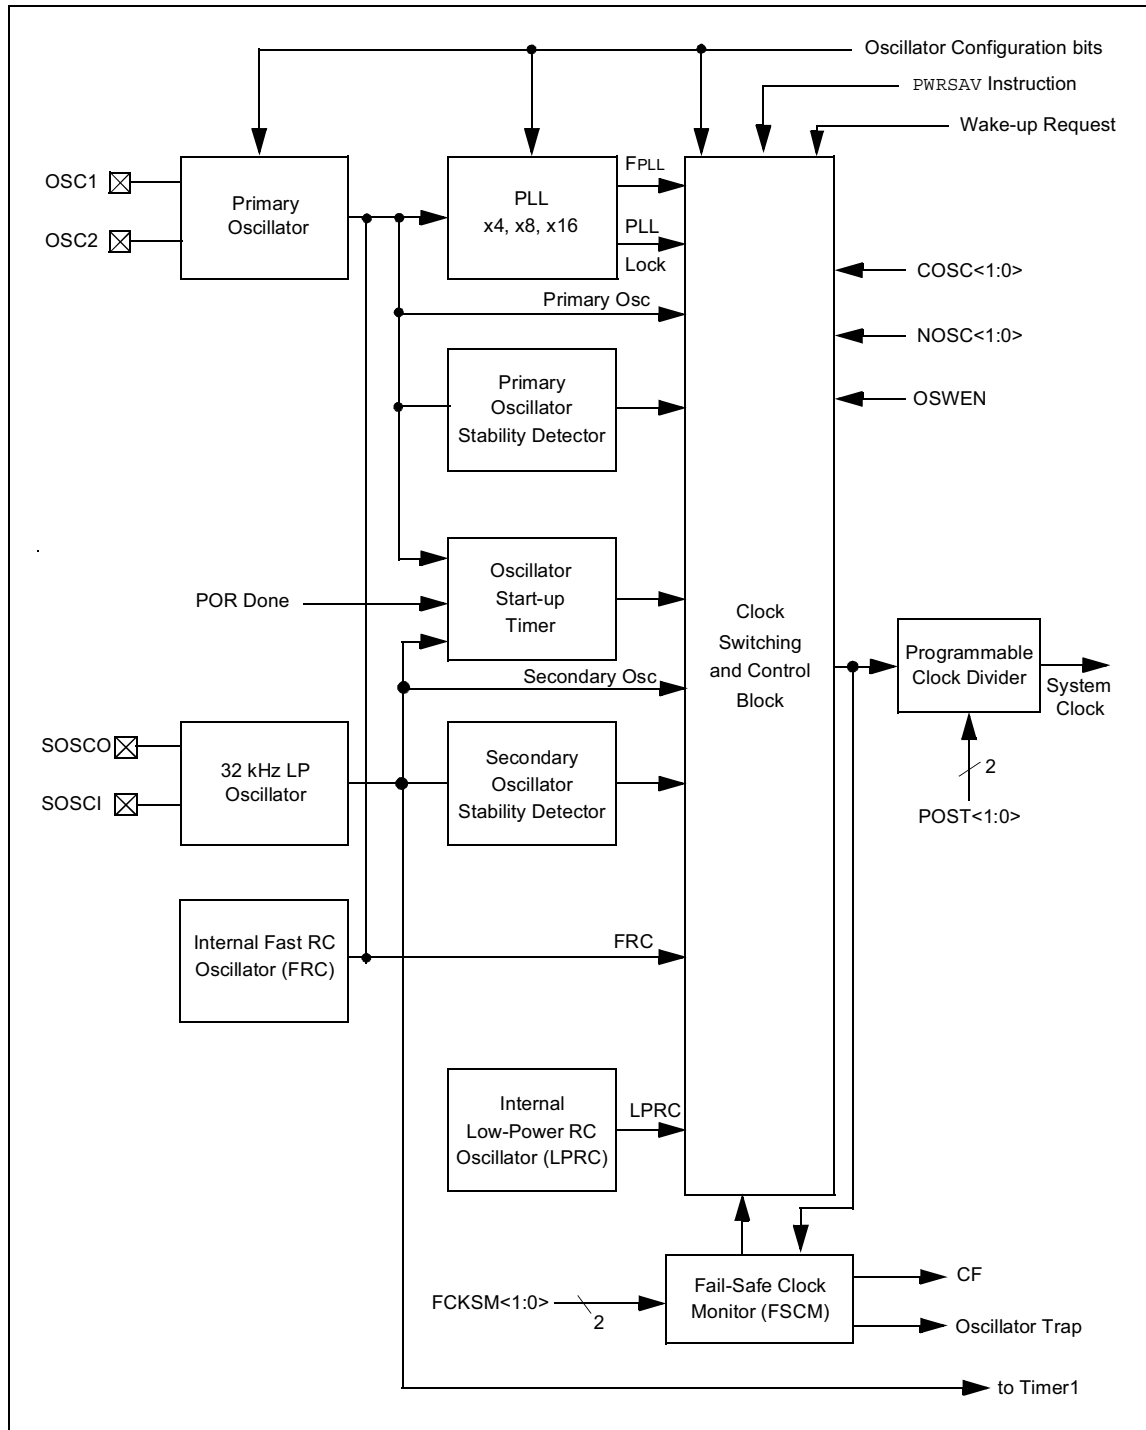 Oscillator Configuration bits
PWRSAV Instruction
Wake-up Request
OSC1
OSC2
Primary
Oscillator
PLL
x4, x8, x16
FPLL
PLL
Lock
COSC<1:0>
Primary Osc
NOSC<1:0>
Primary
Oscillator
Stability Detector
OSWEN
POR Done
Oscillator
Start-up
Timer
Clock
Switching
and Control
Block
Programmable
Clock Divider
System
Clock
Secondary Osc
SOSCO
SOSCI
32 kHz LP
Oscillator
Secondary
Oscillator
Stability Detector
2
POST<1:0>
Internal Fast RC
Oscillator (FRC)
FRC
Internal
Low-Power RC
Oscillator (LPRC)
LPRC
FCKSM<1:0>
2
Fail-Safe Clock
Monitor (FSCM)
CF
Oscillator Trap
to Timer1